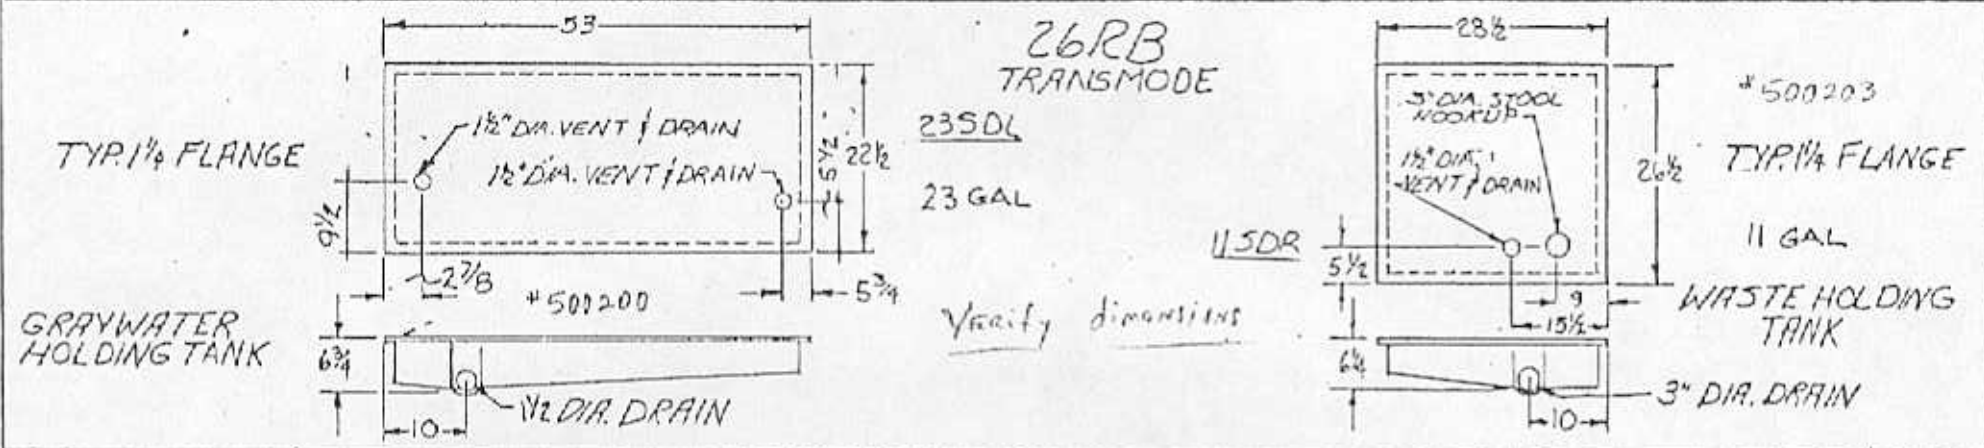 53
26RB
TRANSMODE
28½
1½" DIA. VENT & DRAIN
1½" DIA. VENT & DRAIN
TYP. 1¼ FLANGE
9½
2⅞
5½
22½
5¾
#500200
23SDL
23 GAL
Verify dimensions
GRAYWATER
HOLDING TANK
6¾
1½ DIA. DRAIN
10
3" DIA. STOOL
HOOKUP
1½" DIA.
VENT & DRAIN
11SDR
5½
26½
9
15½
#500203
TYP. 1¼ FLANGE
11 GAL
WASTE HOLDING
TANK
3" DIA. DRAIN
10